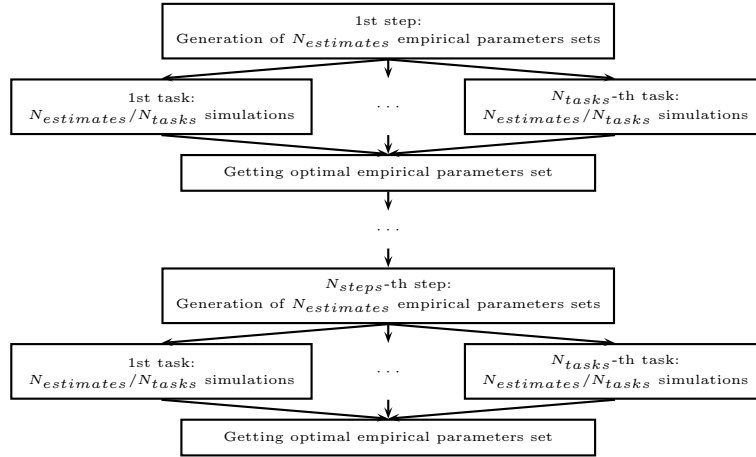 1st step:
Generation of N_estimates empirical parameters sets
1st task:
N_estimates/N_tasks simulations
...
N_tasks-th task:
N_estimates/N_tasks simulations
Getting optimal empirical parameters set
...
N_steps-th step:
Generation of N_estimates empirical parameters sets
1st task:
N_estimates/N_tasks simulations
...
N_tasks-th task:
N_estimates/N_tasks simulations
Getting optimal empirical parameters set